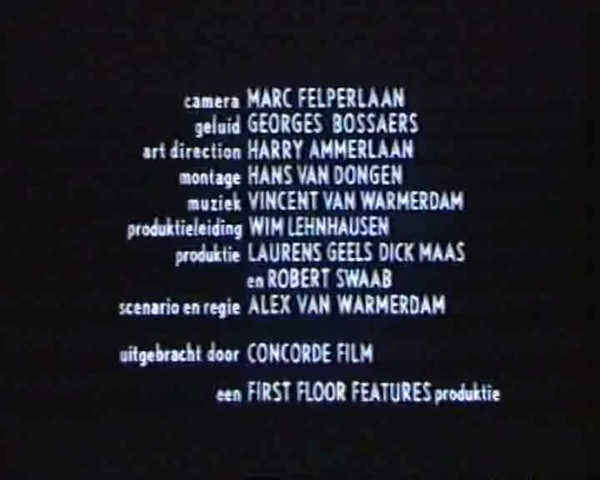 camera MARC FELPERLAAN
geluid GEORGES BOSSAERS
art direction HARRY AMMERLAAN
montage HANS VAN DONGEN
muziek VINCENT VAN WARMERDAM
produktieleiding WIM LEHNHAUSEN
produktie LAURENS GEELS DICK MAAS
en ROBERT SWAAB
scenario en regie ALEX VAN WARMERDAM
uitgebracht door CONCORDE FILM
een FIRST FLOOR FEATURES produktie